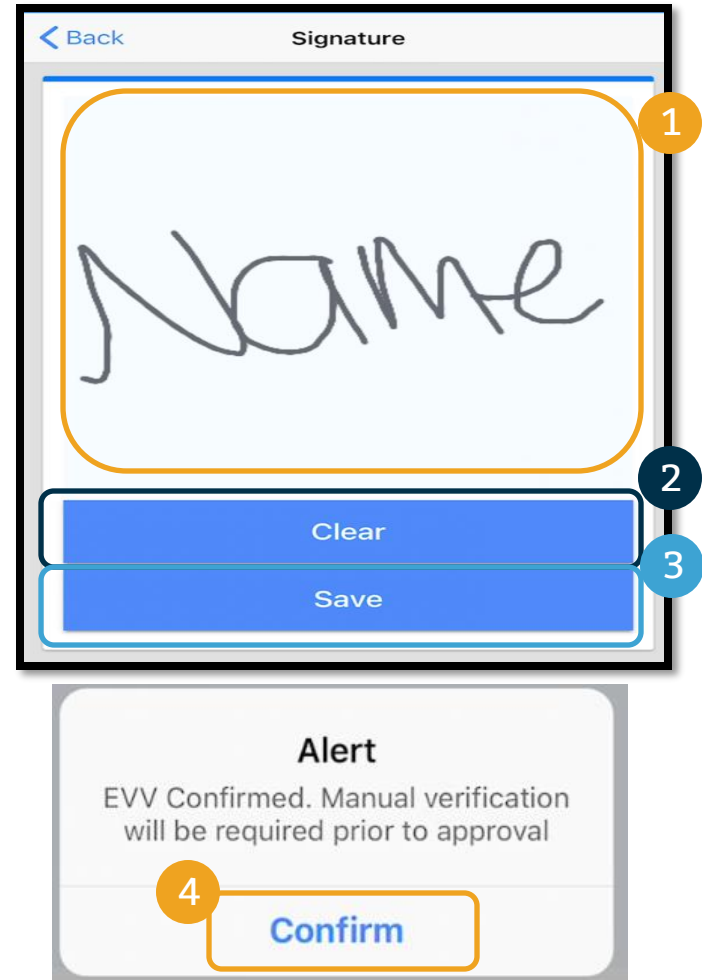 Back
Signature
1
Name
2
Clear
3
Save
Alert
EVV Confirmed. Manual verification
will be required prior to approval
4
Confirm